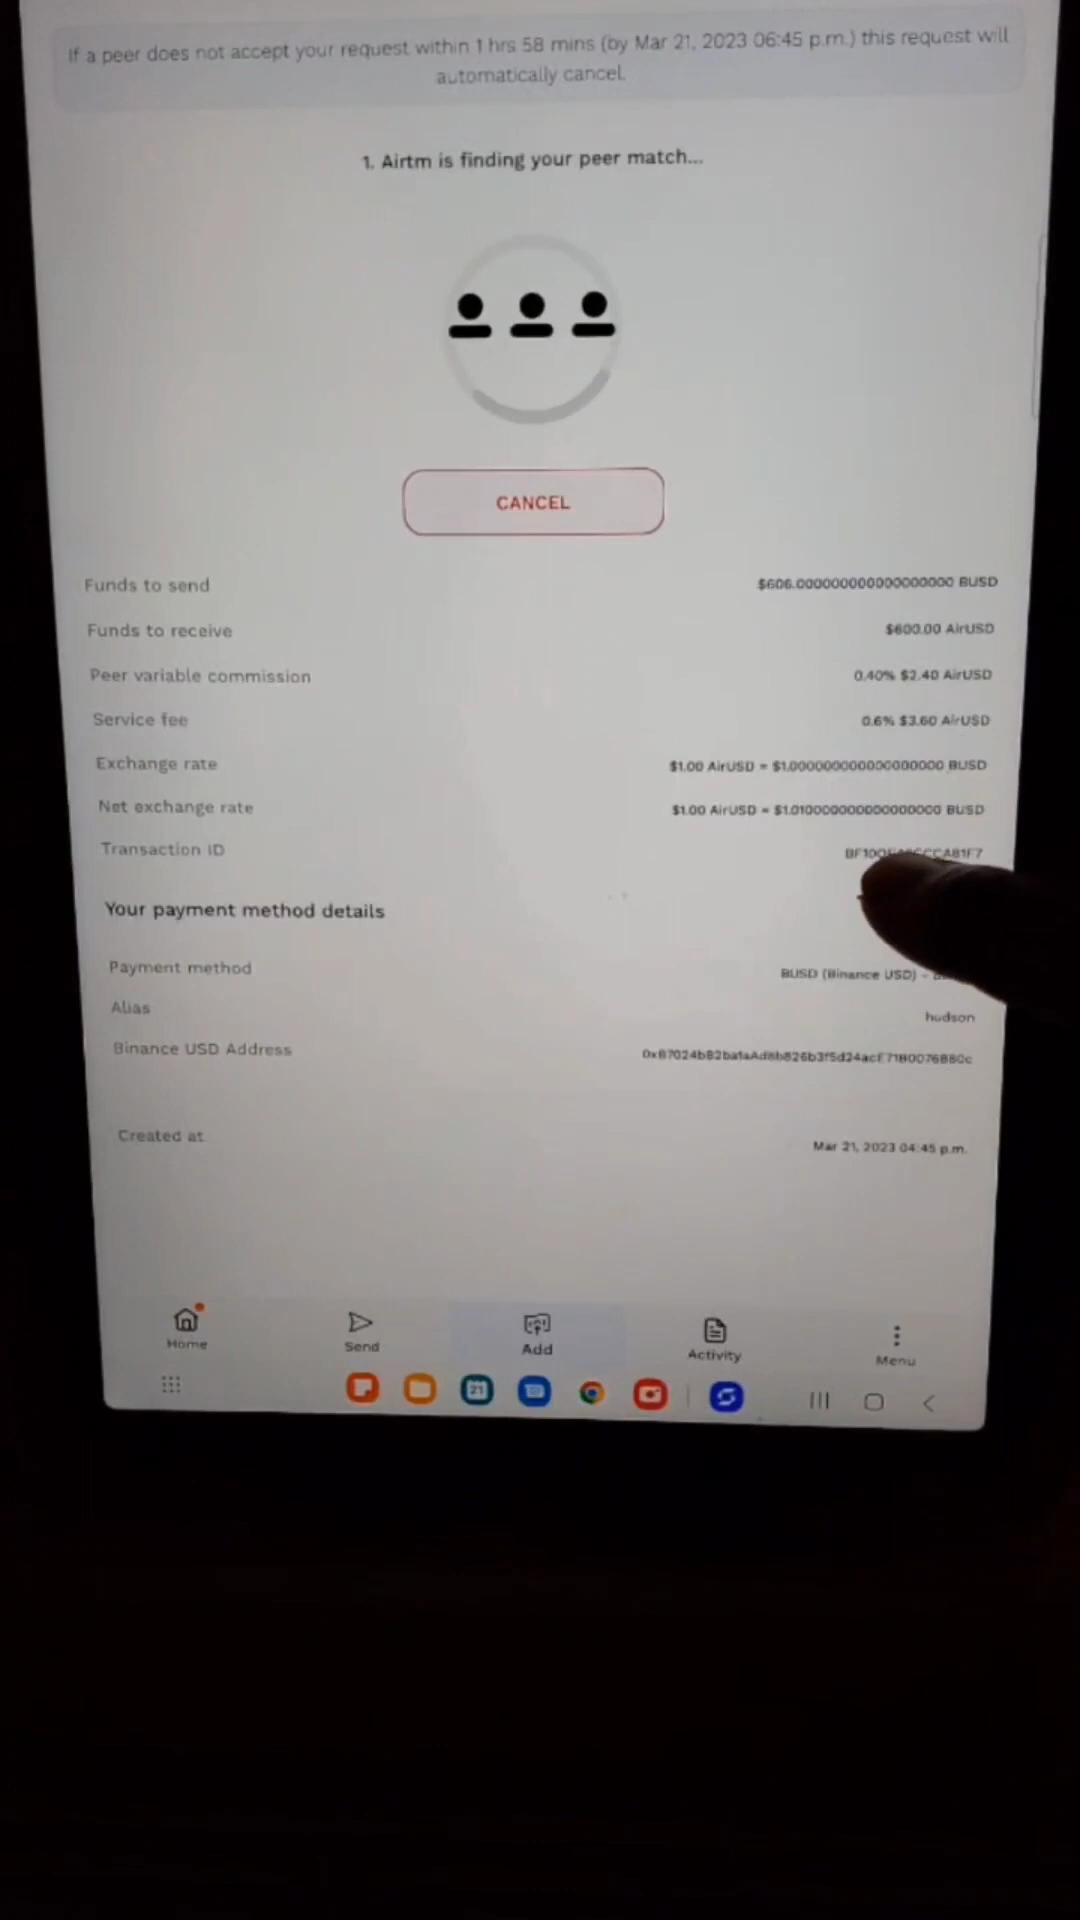 If a peer does not accept your request within 1 hrs 58 mins (by Mar 21, 2023 06:45 p.m.) this request will
automatically cancel.
1. Airtm is finding your peer match...
CANCEL
Funds to send $606.000000000000000000 BUSD
Funds to receive $600.00 AirUSD
Peer variable commission 0.40% $2.40 AirUSD
Service fee 0.6% $3.60 AirUSD
Exchange rate $1.00 AirUSD = $1.000000000000000000 BUSD
Net exchange rate $1.00 AirUSD = $1.010000000000000000 BUSD
Transaction ID
Your payment method details
Payment method BUSD (Binance USD) -
Alias hudson
Binance USD Address
Created at Mar 21, 2023 04:45 p.m.
Home Send Add Activity Menu
21